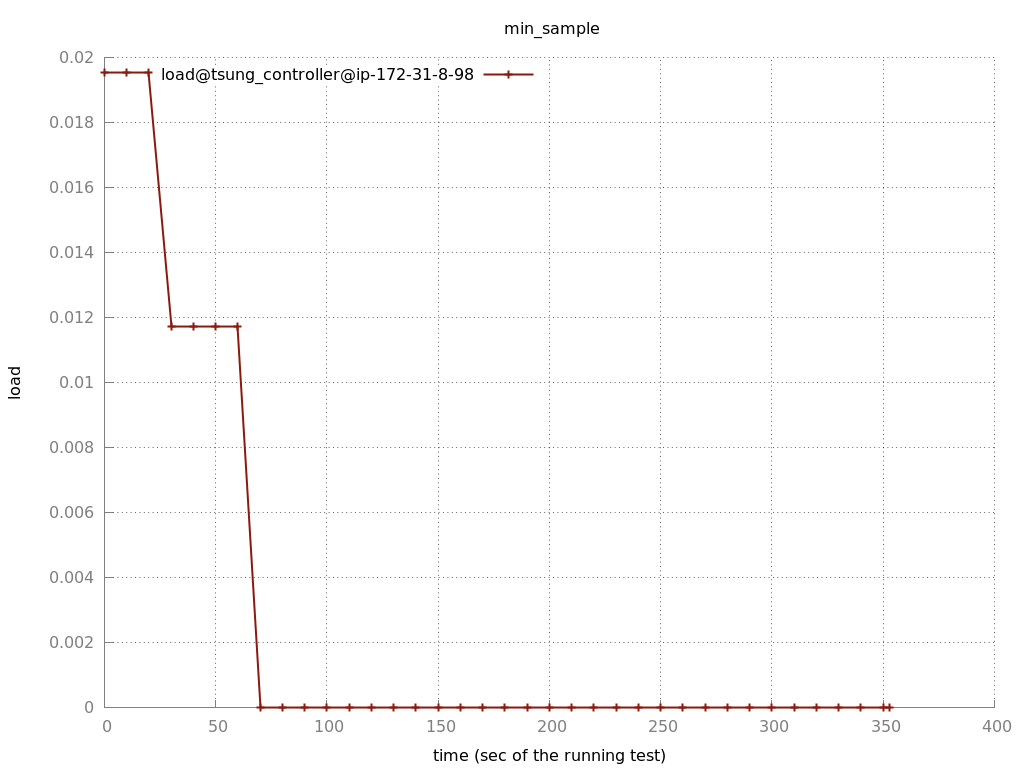 min_sample
load@tsung_controller@ip-172-31-8-98
0.02
0.018
0.016
0.014
0.012
0.01
0.008
0.006
0.004
0.002
0
load
0 50 100 150 200 250 300 350 400
time (sec of the running test)